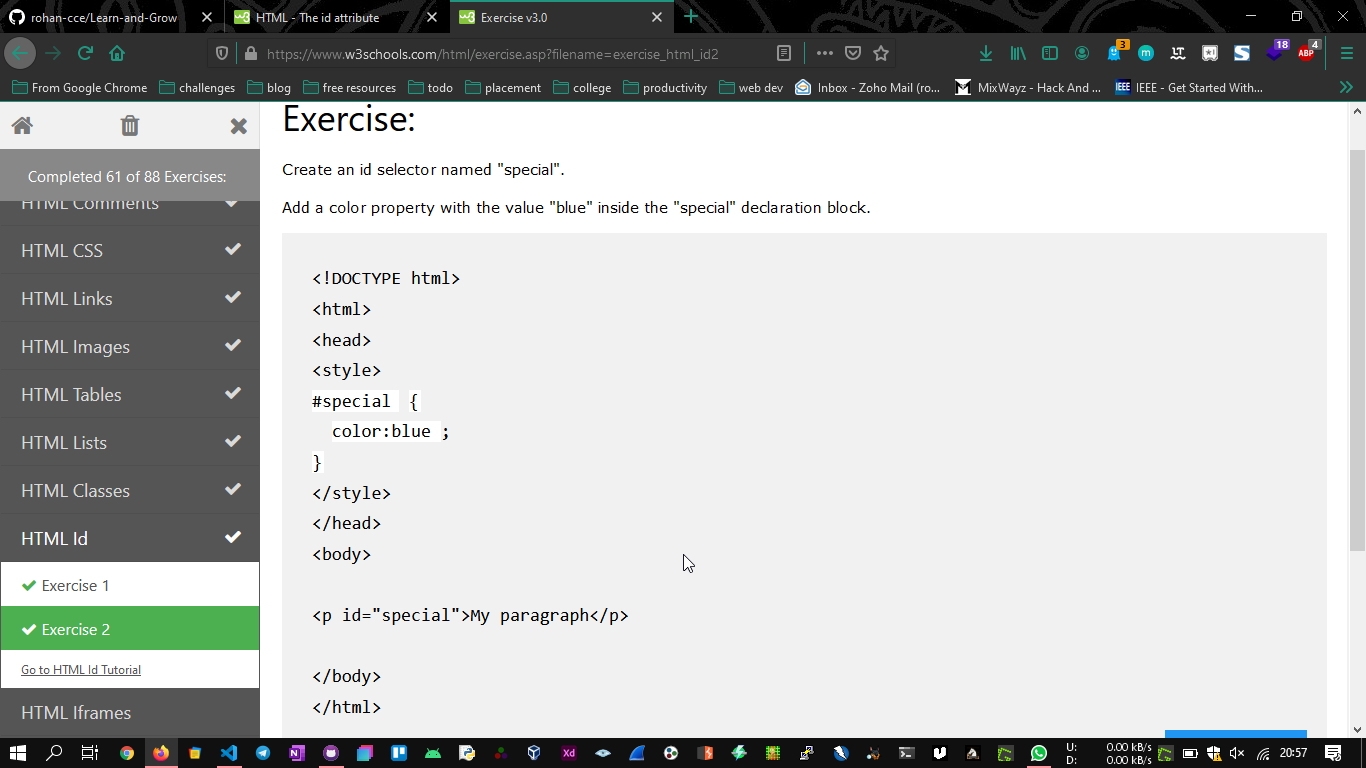 rohan-cce/Learn-and-Grow
HTML - The id attribute
Exercise v3.0
https://www.w3schools.com/html/exercise.asp?filename=exercise_html_id2
3
18
4
ABP
From Google Chrome
challenges
blog
free resources
todo
placement
college
productivity
web dev
Inbox - Zoho Mail (ro...
MixWayz - Hack And ...
IEEE - Get Started With...
Completed 61 of 88 Exercises:
HTML Comments
HTML CSS
HTML Links
HTML Images
HTML Tables
HTML Lists
HTML Classes
HTML Id
Exercise 1
Exercise 2
Go to HTML Id Tutorial
HTML Iframes
Exercise:
Create an id selector named "special".
Add a color property with the value "blue" inside the "special" declaration block.
<!DOCTYPE html>
<html>
<head>
<style>
#special {
color:blue ;
}
</style>
</head>
<body>
<p id="special">My paragraph</p>
</body>
</html>
U: 0.00 kB/s
D: 0.00 kB/s
20:57